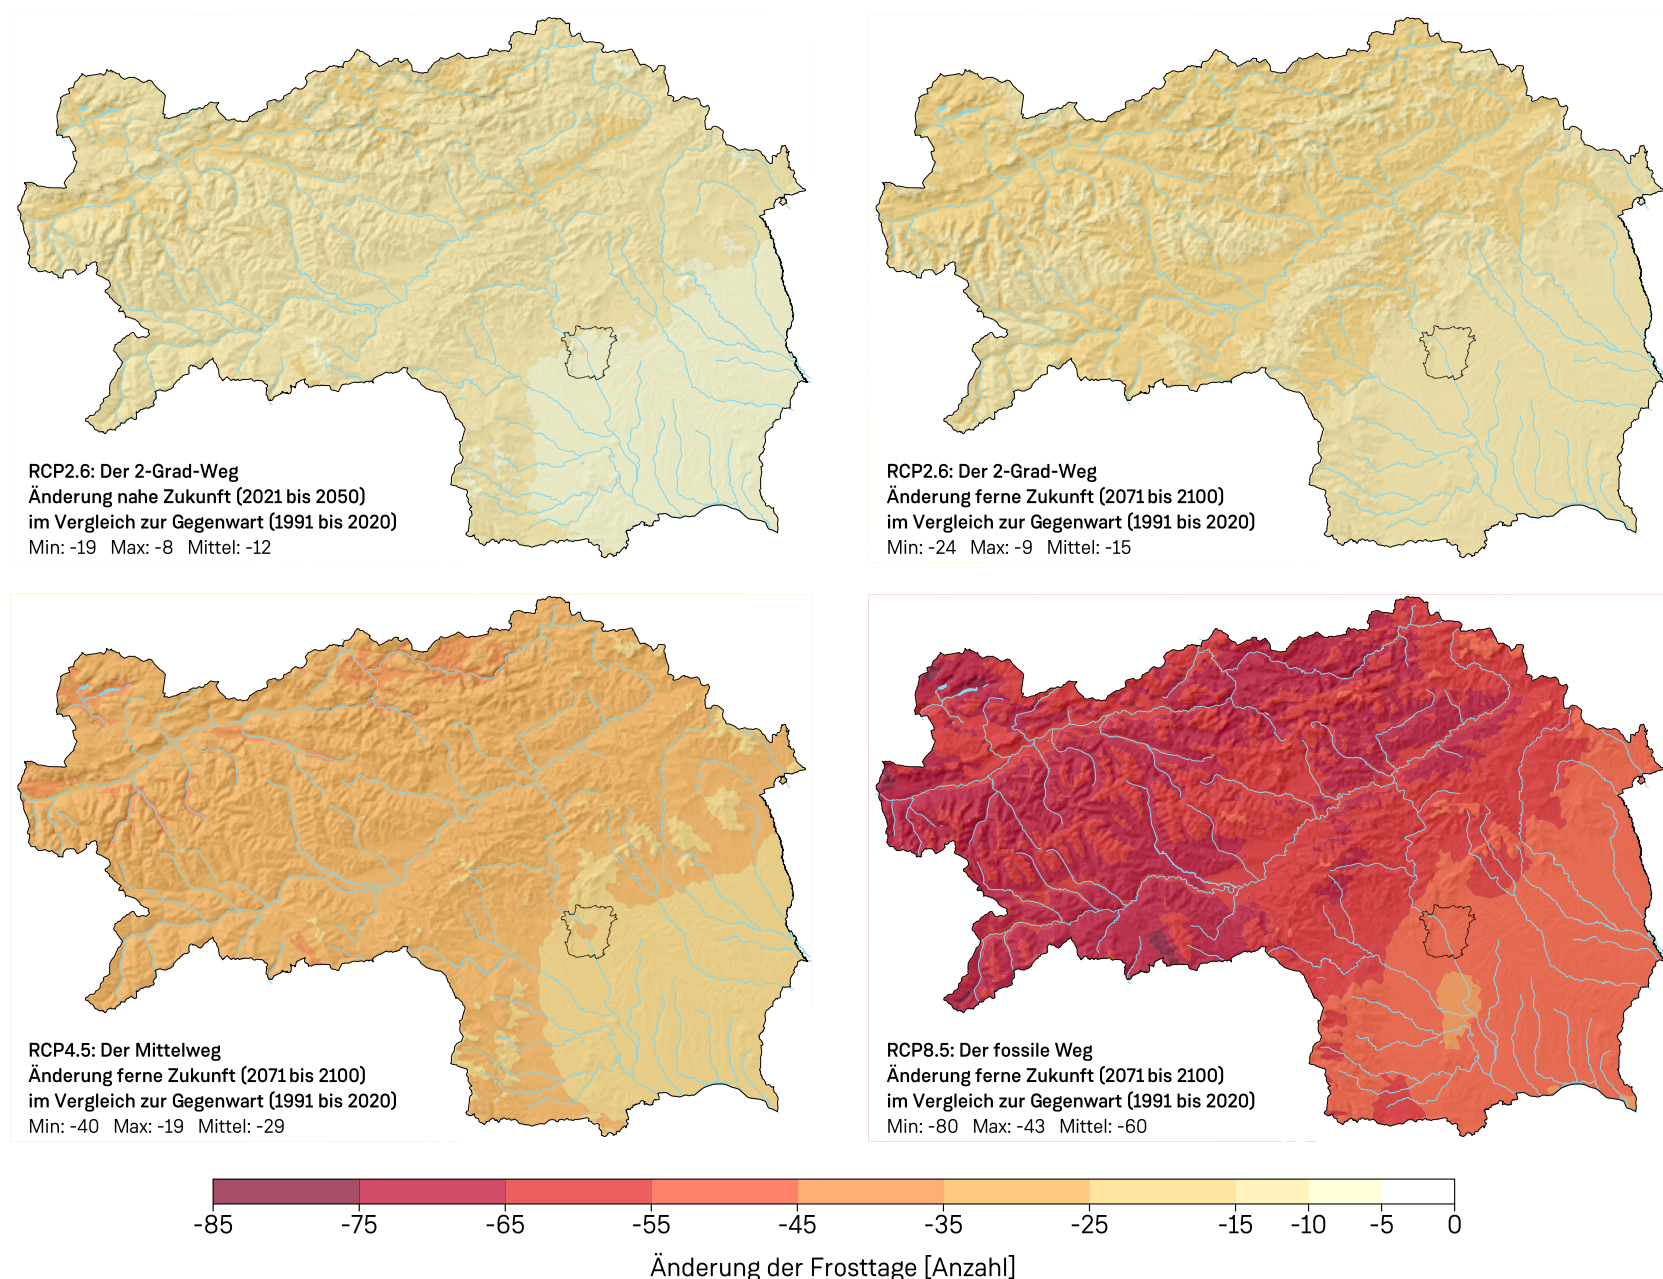 RCP2.6: Der 2-Grad-Weg
Änderung nahe Zukunft (2021 bis 2050)
im Vergleich zur Gegenwart (1991 bis 2020)
Min: -19 Max: -8 Mittel: -12
RCP2.6: Der 2-Grad-Weg
Änderung ferne Zukunft (2071 bis 2100)
im Vergleich zur Gegenwart (1991 bis 2020)
Min: -24 Max: -9 Mittel: -15
RCP4.5: Der Mittelweg
Änderung ferne Zukunft (2071 bis 2100)
im Vergleich zur Gegenwart (1991 bis 2020)
Min: -40 Max: -19 Mittel: -29
RCP8.5: Der fossile Weg
Änderung ferne Zukunft (2071 bis 2100)
im Vergleich zur Gegenwart (1991 bis 2020)
Min: -80 Max: -43 Mittel: -60
-85 -75 -65 -55 -45 -35 -25 -15 -10 -5 0
Änderung der Frosttage [Anzahl]